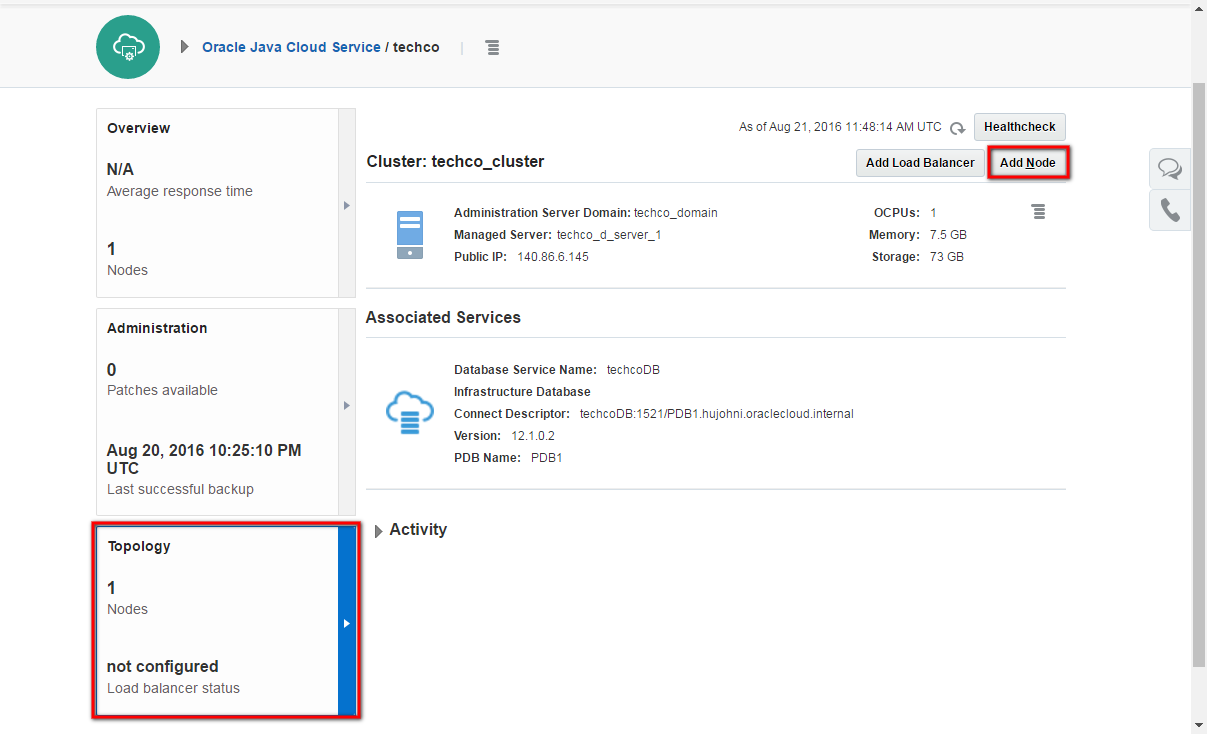 Oracle Java Cloud Service / techco
Overview
N/A
Average response time
1
Nodes
Administration
0
Patches available
Aug 20, 2016 10:25:10 PM
UTC
Last successful backup
Topology
1
Nodes
not configured
Load balancer status
As of Aug 21, 2016 11:48:14 AM UTC Healthcheck
Cluster: techco_cluster Add Load Balancer Add Node
Administration Server Domain: techco_domain OCPUs: 1
Managed Server: techco_d_server_1 Memory: 7.5 GB
Public IP: 140.86.6.145 Storage: 73 GB
Associated Services
Database Service Name: techcoDB
Infrastructure Database
Connect Descriptor: techcoDB:1521/PDB1.hujohni.oraclecloud.internal
Version: 12.1.0.2
PDB Name: PDB1
Activity